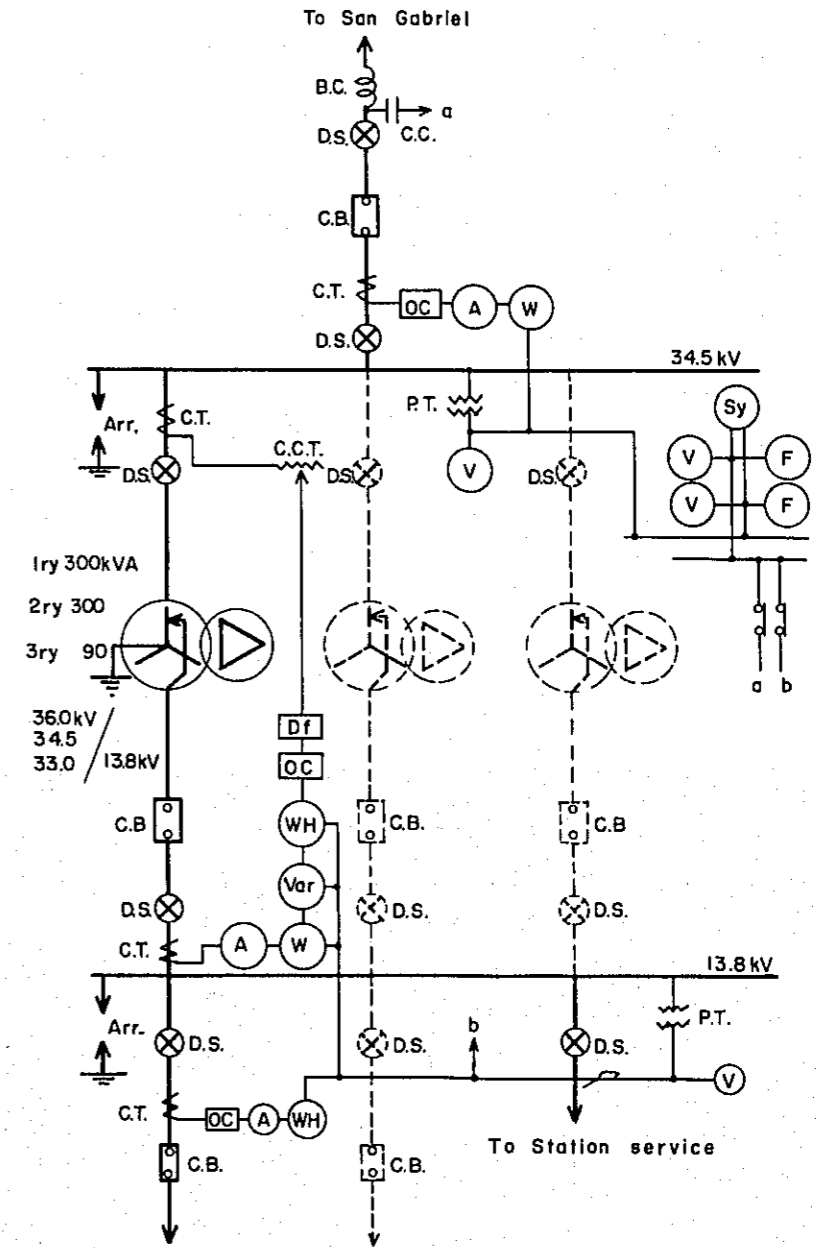 To San Gabriel
B.C.
a
D.S.
C.C.
C.B.
C.T.
OC
A
W
D.S.
34.5 kV
Arr.
C.T.
P.T.
Sy
C.C.T.
D.S.
D.S.
V
D.S.
V
F
V
F
1ry 300kVA
2ry 300
3ry 90
a
b
36.0kV
34.5
33.0
13.8kV
Df
OC
C.B
WH
C.B.
C.B
Var
D.S.
D.S.
D.S.
C.T.
A
W
13.8 kV
Arr.
D.S.
b
D.S.
D.S.
P.T.
V
C.T.
OC
A
WH
To Station service
C.B.
C.B.